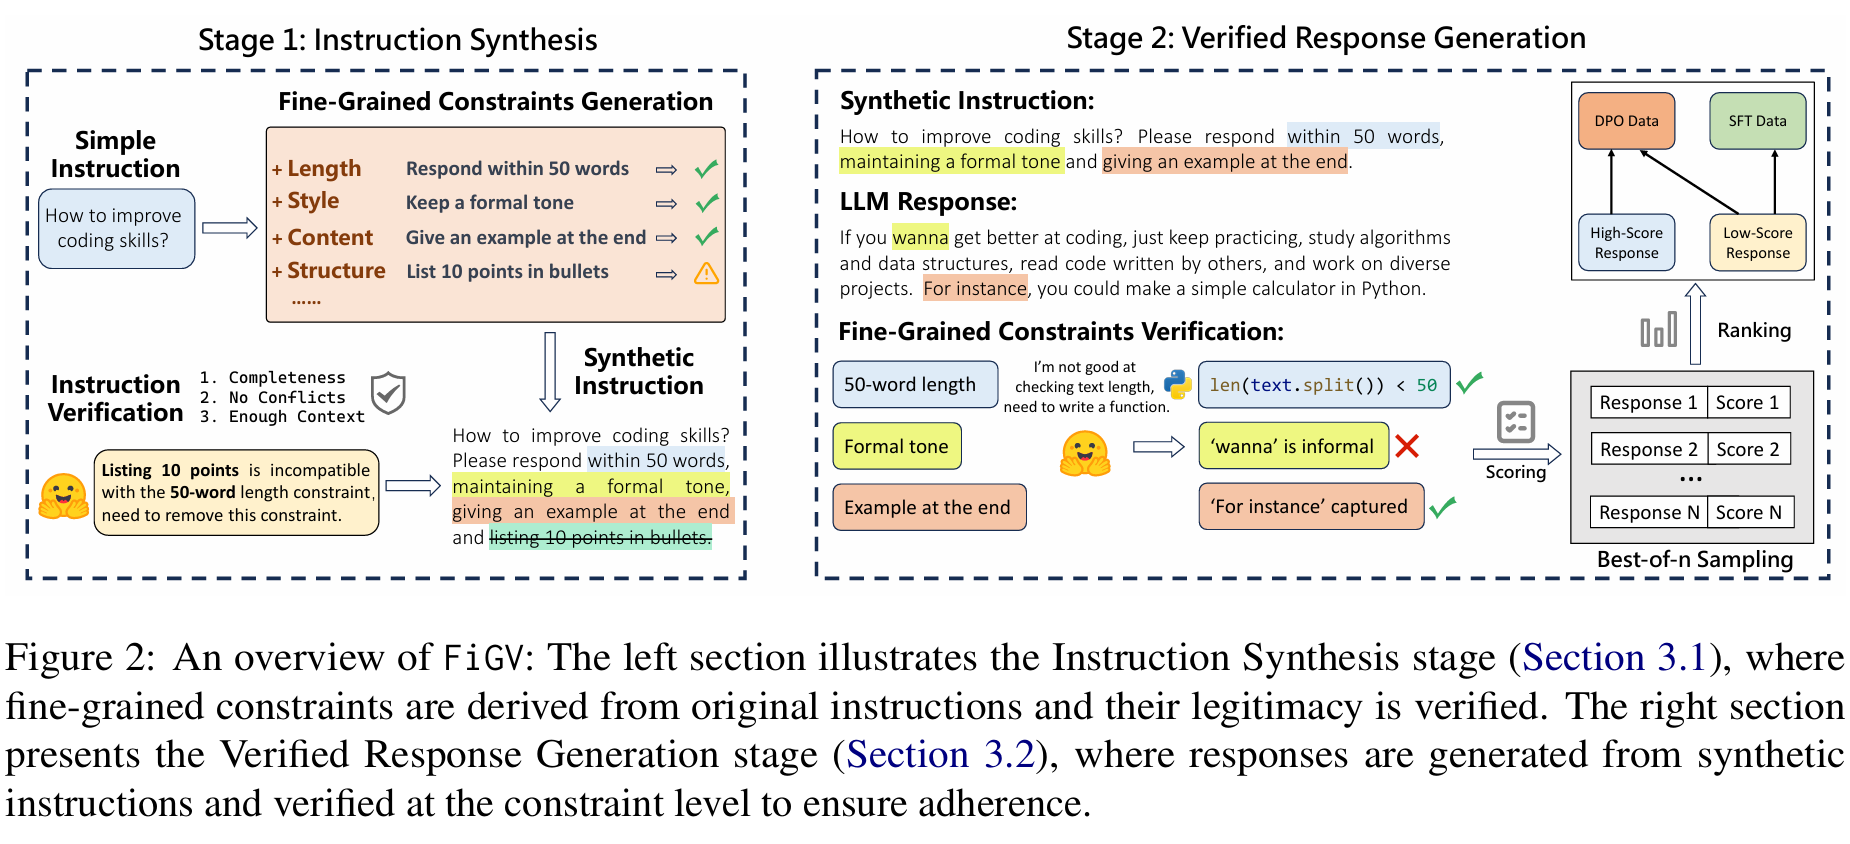 Stage 1: Instruction Synthesis
Simple
Instruction
How to improve
coding skills?
Fine-Grained Constraints Generation
+ Length Respond within 50 words
+ Style Keep a formal tone
+ Content Give an example at the end
+ Structure List 10 points in bullets
......
Synthetic
Instruction
Instruction
Verification
1. Completeness
2. No Conflicts
3. Enough Context
Listing 10 points is incompatible
with the 50-word length constraint,
need to remove this constraint.
How to improve coding skills?
Please respond within 50 words,
maintaining a formal tone,
giving an example at the end
and listing 10 points in bullets.
Stage 2: Verified Response Generation
Synthetic Instruction:
How to improve coding skills? Please respond within 50 words,
maintaining a formal tone and giving an example at the end.
LLM Response:
If you wanna get better at coding, just keep practicing, study algorithms
and data structures, read code written by others, and work on diverse
projects. For instance, you could make a simple calculator in Python.
Fine-Grained Constraints Verification:
50-word length
Formal tone
Example at the end
I'm not good at
checking text length,
need to write a function.
len(text.split()) < 50
‘wanna’ is informal
‘For instance’ captured
Scoring
DPO Data
SFT Data
High-Score
Response
Low-Score
Response
Ranking
Response 1 Score 1
Response 2 Score 2
...
Response N Score N
Best-of-n Sampling
Figure 2: An overview of FiGV: The left section illustrates the Instruction Synthesis stage (Section 3.1), where
fine-grained constraints are derived from original instructions and their legitimacy is verified. The right section
presents the Verified Response Generation stage (Section 3.2), where responses are generated from synthetic
instructions and verified at the constraint level to ensure adherence.